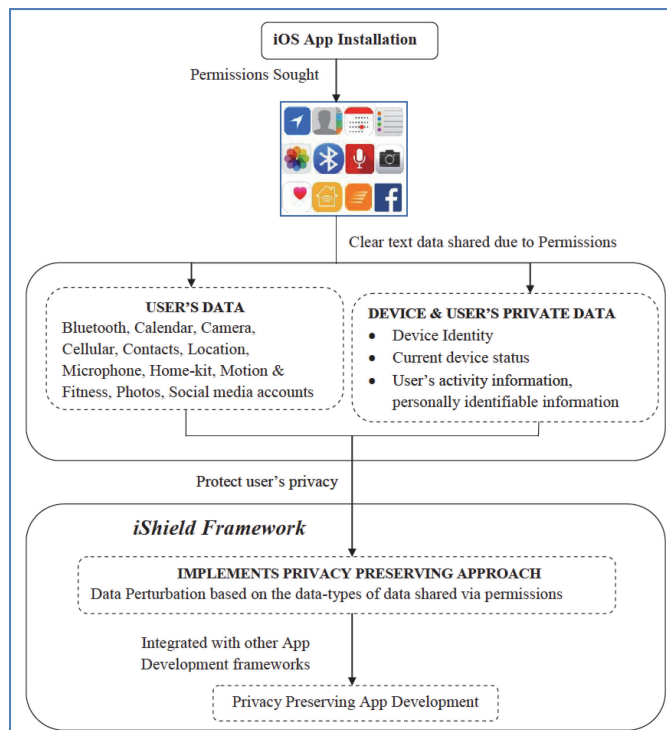 iOS App Installation
Permissions Sought
f
Clear text data shared due to Permissions
USER'S DATA
Bluetooth, Calendar, Camera,
Cellular, Contacts, Location,
Microphone, Home-kit, Motion &
Fitness, Photos, Social media accounts
DEVICE & USER'S PRIVATE DATA
• Device Identity
• Current device status
• User's activity information,
personally identifiable information
Protect user's privacy
iShield Framework
IMPLEMENTS PRIVACY PRESERVING APPROACH
Data Perturbation based on the data-types of data shared via permissions
Integrated with other App
Development frameworks
Privacy Preserving App Development